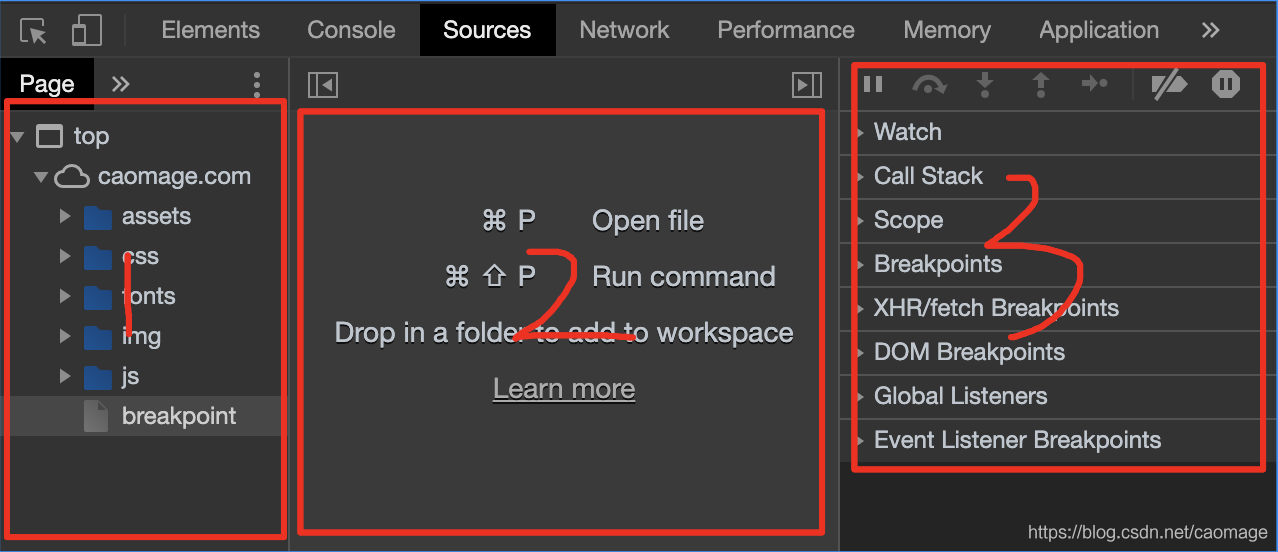 Elements Console Sources Network Performance Memory Application »
Page »
top
caomage.com
assets
css
fonts
img
js
breakpoint
⌘ P Open file
⌘ ⇧ P Run command
Drop in a folder to add to workspace
Learn more
Watch
Call Stack
Scope
Breakpoints
XHR/fetch Breakpoints
DOM Breakpoints
Global Listeners
Event Listener Breakpoints
1
2
3
https://blog.csdn.net/caomage